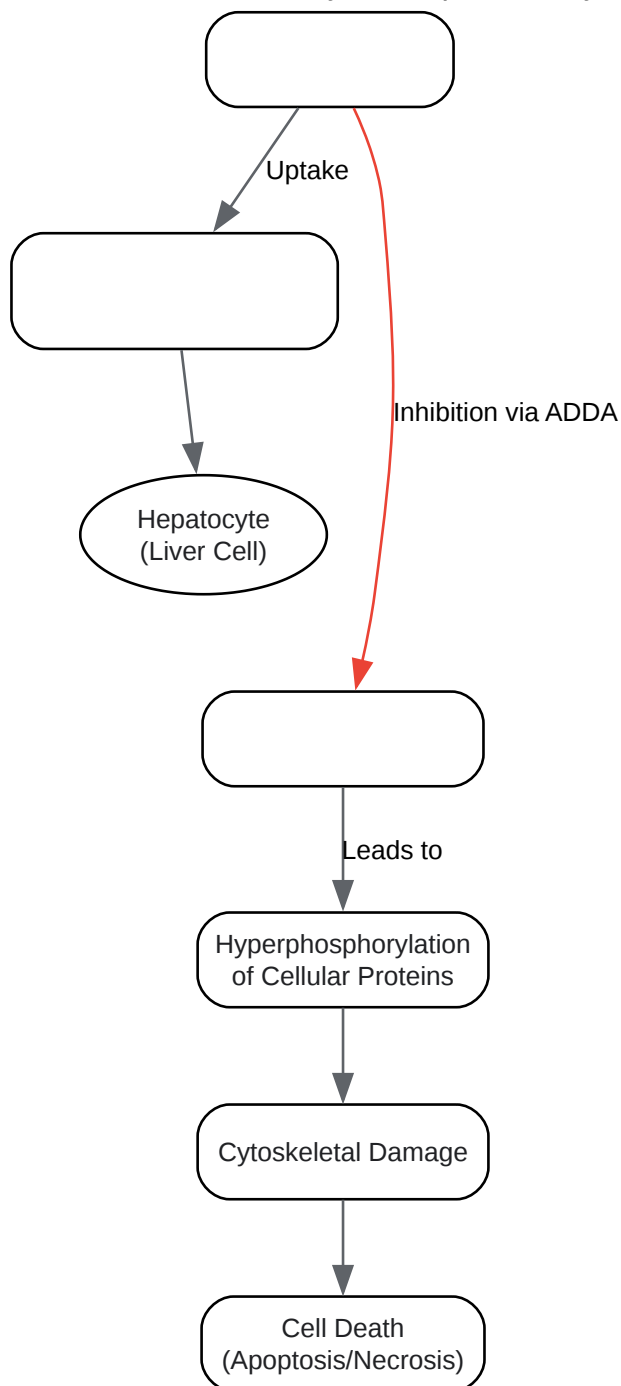 Uptake
Inhibition via ADDA
Hepatocyte
(Liver Cell)
Leads to
Hyperphosphorylation
of Cellular Proteins
Cytoskeletal Damage
Cell Death
(Apoptosis/Necrosis)